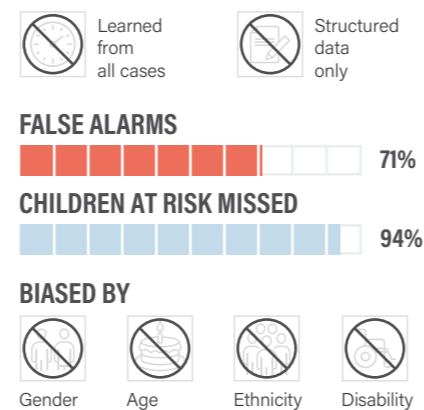 Learned
from
all cases
Structured
data
only
FALSE ALARMS
71%
CHILDREN AT RISK MISSED
94%
BIASED BY
Gender
Age
Ethnicity
Disability